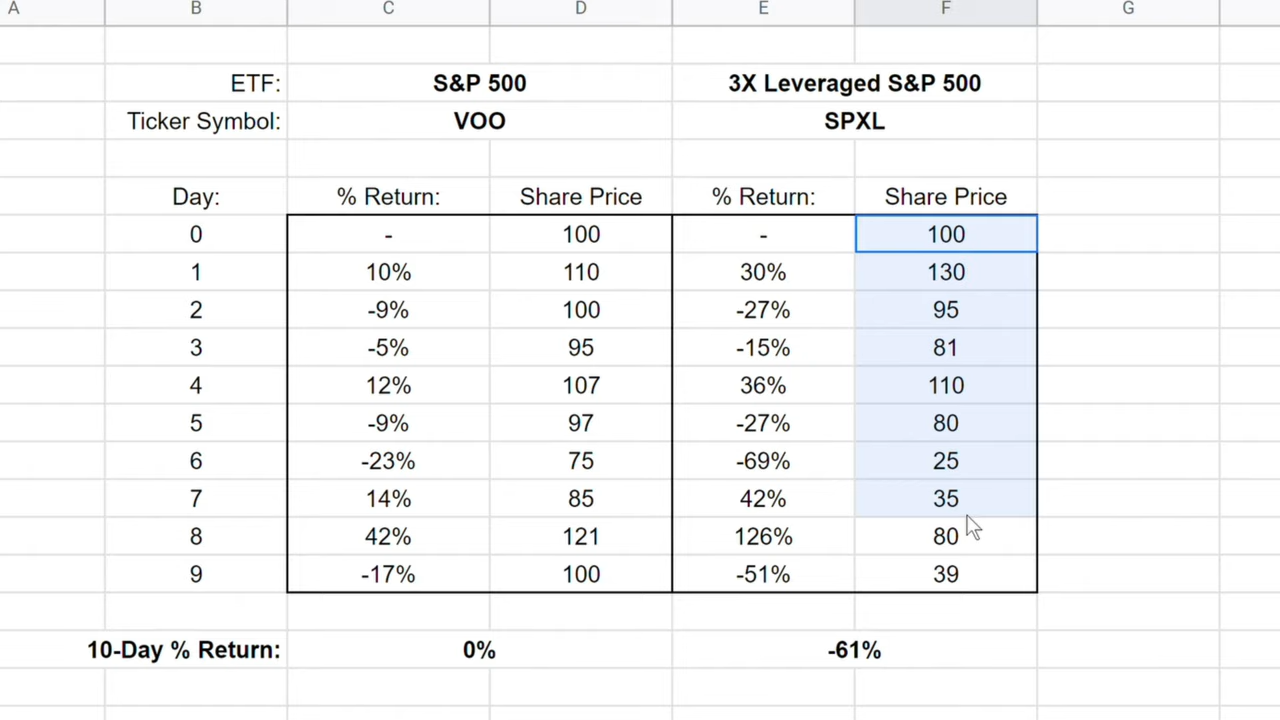 A B C D E F G
ETF: S&P 500 3X Leveraged S&P 500
Ticker Symbol: VOO SPXL
Day: % Return: Share Price % Return: Share Price
0 - 100 - 100
1 10% 110 30% 130
2 -9% 100 -27% 95
3 -5% 95 -15% 81
4 12% 107 36% 110
5 -9% 97 -27% 80
6 -23% 75 -69% 25
7 14% 85 42% 35
8 42% 121 126% 80
9 -17% 100 -51% 39
10-Day % Return: 0% -61%